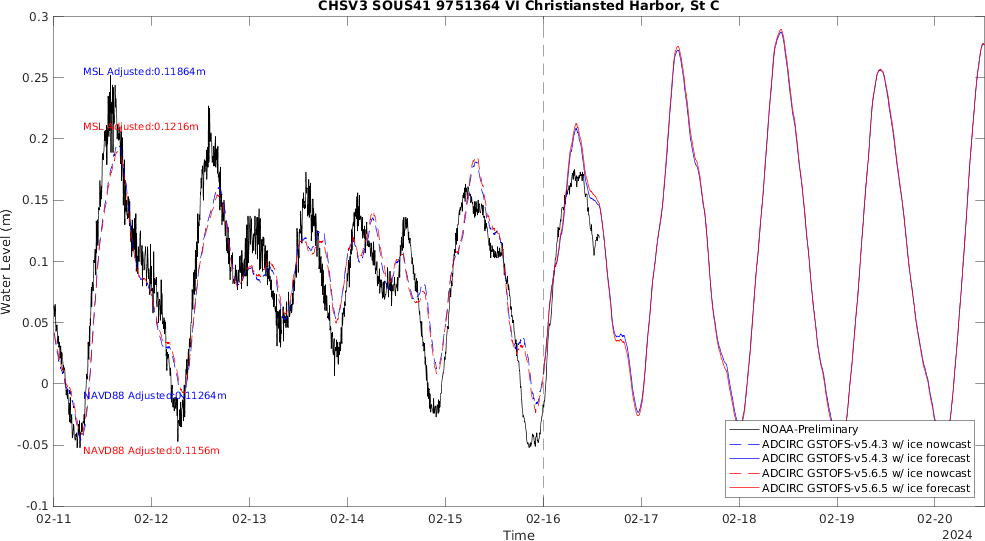 CHSV3 SOUS41 9751364 VI Christiansted Harbor, St C
0.3
0.25
0.2
0.15
0.1
0.05
0
-0.05
-0.1
Water Level (m)
MSL Adjusted:0.11864m
MSL Adjusted:0.1216m
NAVD88 Adjusted:0.11264m
NAVD88 Adjusted:0.1156m
NOAA-Preliminary
ADCIRC GSTOFS-v5.4.3 w/ ice nowcast
ADCIRC GSTOFS-v5.4.3 w/ ice forecast
ADCIRC GSTOFS-v5.6.5 w/ ice nowcast
ADCIRC GSTOFS-v5.6.5 w/ ice forecast
02-11 02-12 02-13 02-14 02-15 02-16 02-17 02-18 02-19 02-20
Time
2024